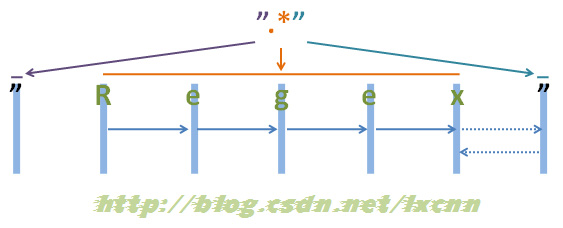 ”.*”
” R e g e x ”
http://blog.csdn.net/lxcnn